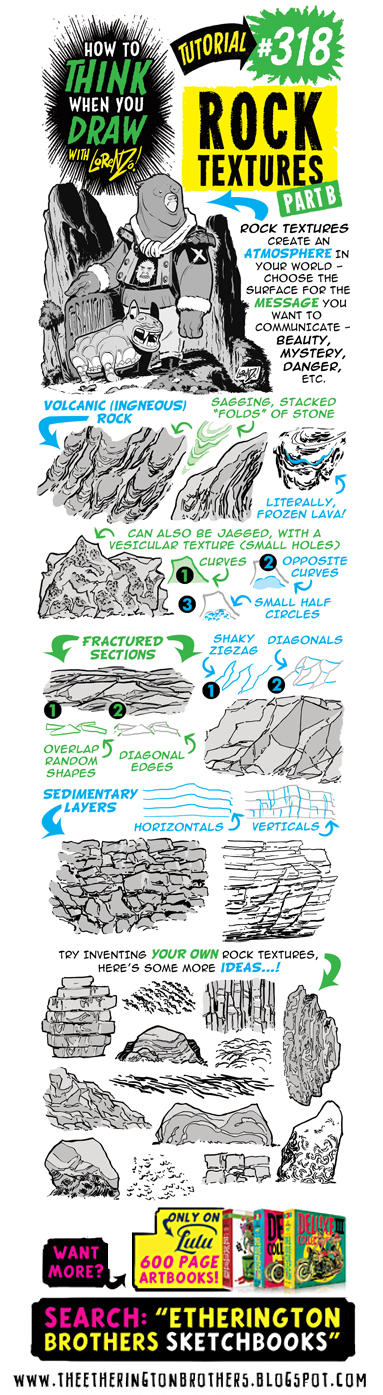 HOW TO
THINK
WHEN YOU
DRAW
WITH LORENZO!
TUTORIAL
#318
ROCK
TEXTURES
PART B
ROCK TEXTURES
CREATE AN
ATMOSPHERE IN
YOUR WORLD -
CHOOSE THE
SURFACE FOR THE
MESSAGE YOU
WANT TO
COMMUNICATE -
BEAUTY,
MYSTERY,
DANGER,
ETC.
X
VOLCANIC (INGNEOUS)
ROCK
SAGGING, STACKED
"FOLDS" OF STONE
LITERALLY,
FROZEN LAVA!
CAN ALSO BE JAGGED, WITH A
VESICULAR TEXTURE (SMALL HOLES)
1
CURVES
2
OPPOSITE
CURVES
3
SMALL HALF
CIRCLES
FRACTURED
SECTIONS
SHAKY
ZIGZAG
DIAGONALS
1
2
1
2
OVERLAP
RANDOM
SHAPES
DIAGONAL
EDGES
SEDIMENTARY
LAYERS
HORIZONTALS
VERTICALS
TRY INVENTING YOUR OWN ROCK TEXTURES,
HERE'S SOME MORE IDEAS...!
WANT
MORE?
ONLY ON
Lulu
600 PAGE
ARTBOOKS!
DELUXE III
SEARCH: "ETHERINGTON
BROTHERS SKETCHBOOKS"
WWW.THEETHERINGTONBROTHERS.BLOGSPOT.COM